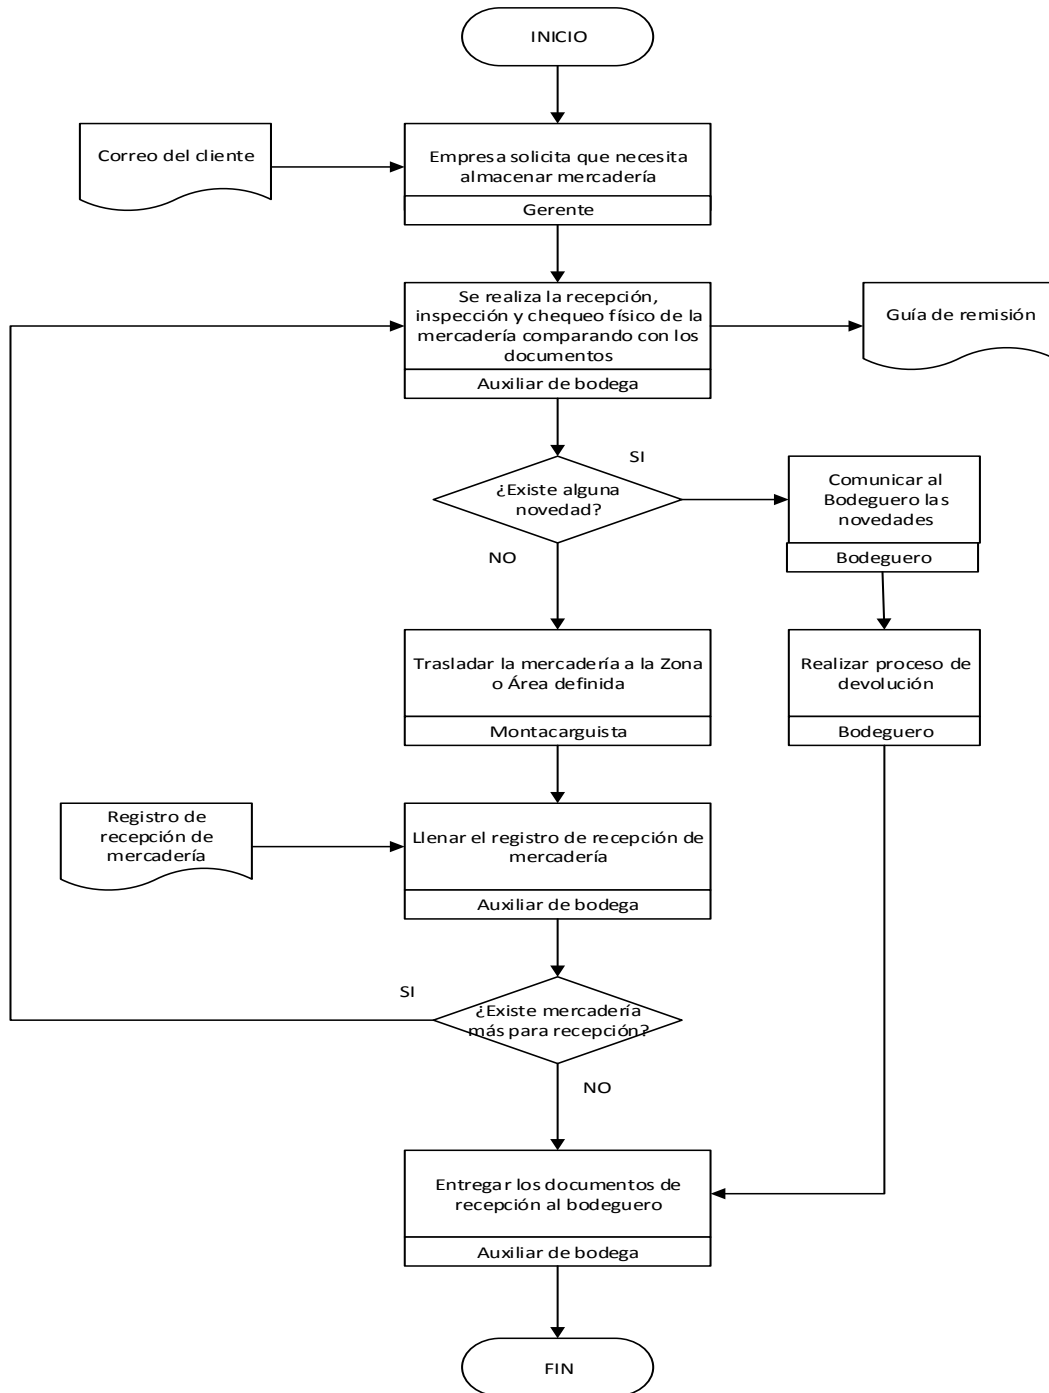 INICIO
Correo del cliente
Empresa solicita que necesita
almacenar mercadería
Gerente
Se realiza la recepción,
inspección y chequeo físico de la
mercadería comparando con los
documentos
Auxiliar de bodega
Guía de remisión
SI
¿Existe alguna
novedad?
NO
Comunicar al
Bodeguero las
novedades
Bodeguero
Trasladar la mercadería a la Zona
o Área definida
Montacarguista
Realizar proceso de
devolución
Bodeguero
Registro de
recepción de
mercadería
Llenar el registro de recepción de
mercadería
Auxiliar de bodega
SI
¿Existe mercadería
más para recepción?
NO
Entregar los documentos de
recepción al bodeguero
Auxiliar de bodega
FIN